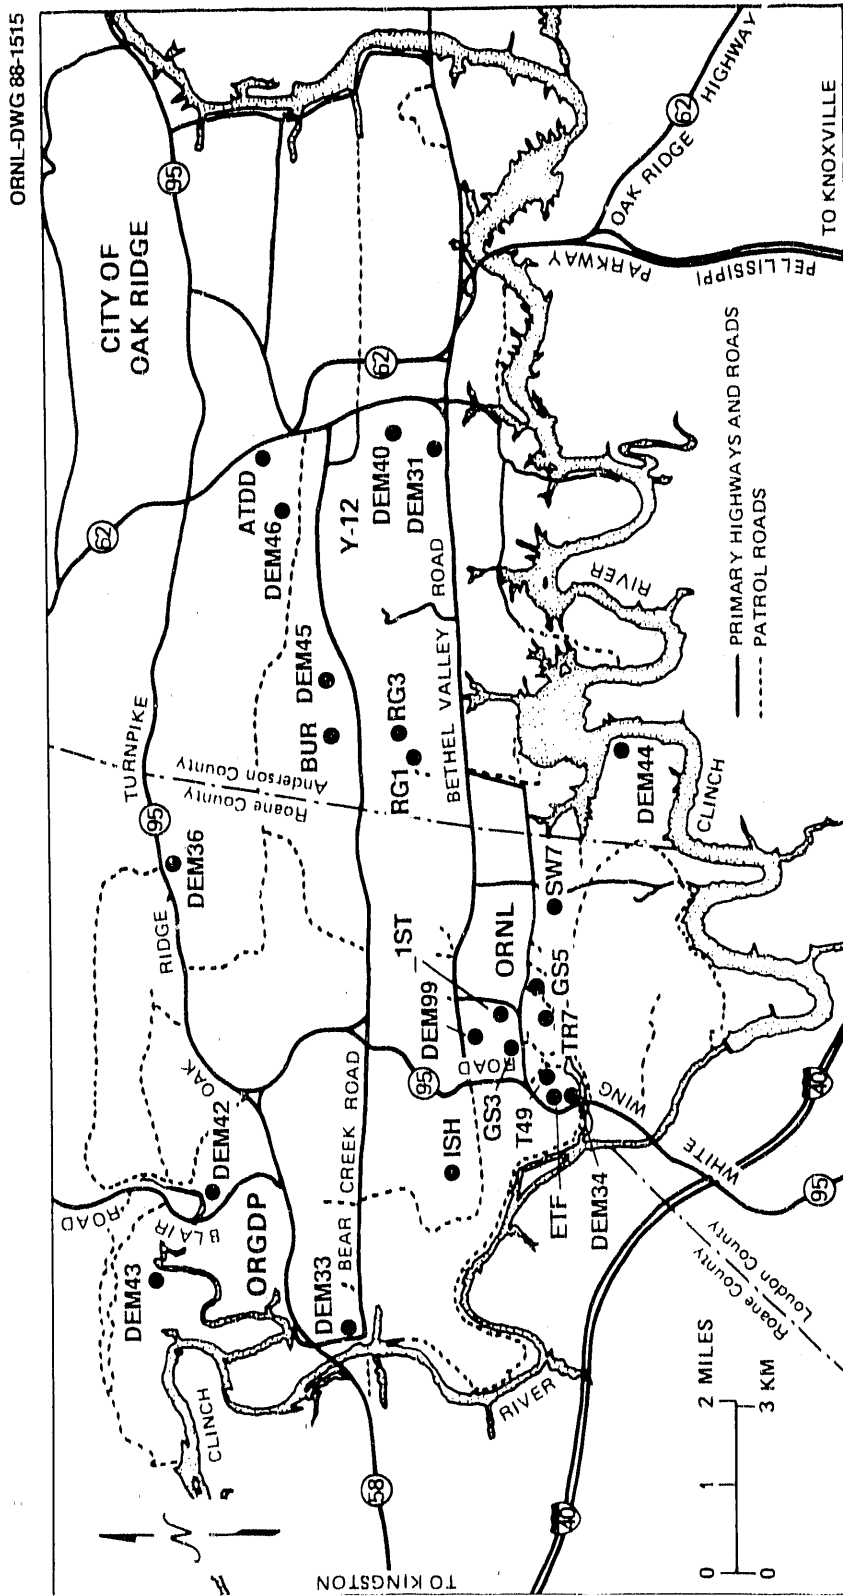 ORNL-DWG 88-1515
CITY OF
OAK RIDGE
95
62
ATDD
DEM46
Y-12
DEM40
DEM31
62
OAK RIDGE HIGHWAY
62
PELLISSIPPI PARKWAY
TO KNOXVILLE
OAK RIDGE TURNPIKE
95
DEM36
Roane County
Anderson County
BUR
DEM45
RG1
RG3
BETHEL VALLEY ROAD
CLINCH RIVER
DEM44
PRIMARY HIGHWAYS AND ROADS
PATROL ROADS
N
BLAIR ROAD
DEM43
DEM42
ORGDP
DEM33
BEAR CREEK ROAD
CLINCH RIVER
58
TO KINGSTON
ISH
95
DEM99
1ST
ORNL
GS3
T49
ETF
DEM34
TR7
GS5
SW7
WHITE WING ROAD
95
40
40
Roane County
Loudon County
0 1 2 MILES
0 3 KM